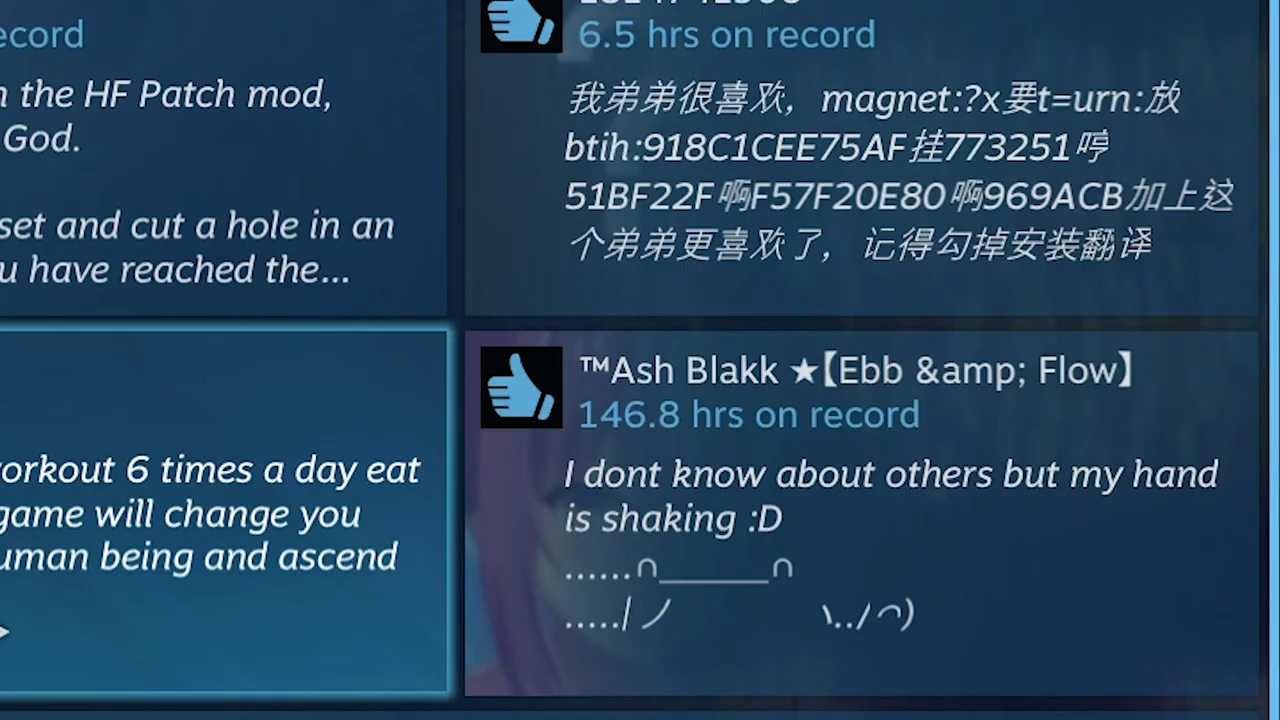 ecord
n the HF Patch mod,
God.
set and cut a hole in an
u have reached the...
6.5 hrs on record
我弟弟很喜欢，magnet:?x要t=urn:放
btih:918C1CEE75AF挂773251哼
51BF22F啊F57F20E80啊969ACB加上这
个弟弟更喜欢了，记得勾掉安装翻译
orkout 6 times a day eat
game will change you
uman being and ascend
™Ash Blakk ★【Ebb &amp; Flow】
146.8 hrs on record
I dont know about others but my hand
is shaking :D
......∩______∩
.....| ノ　　　　ヽ../⌒)